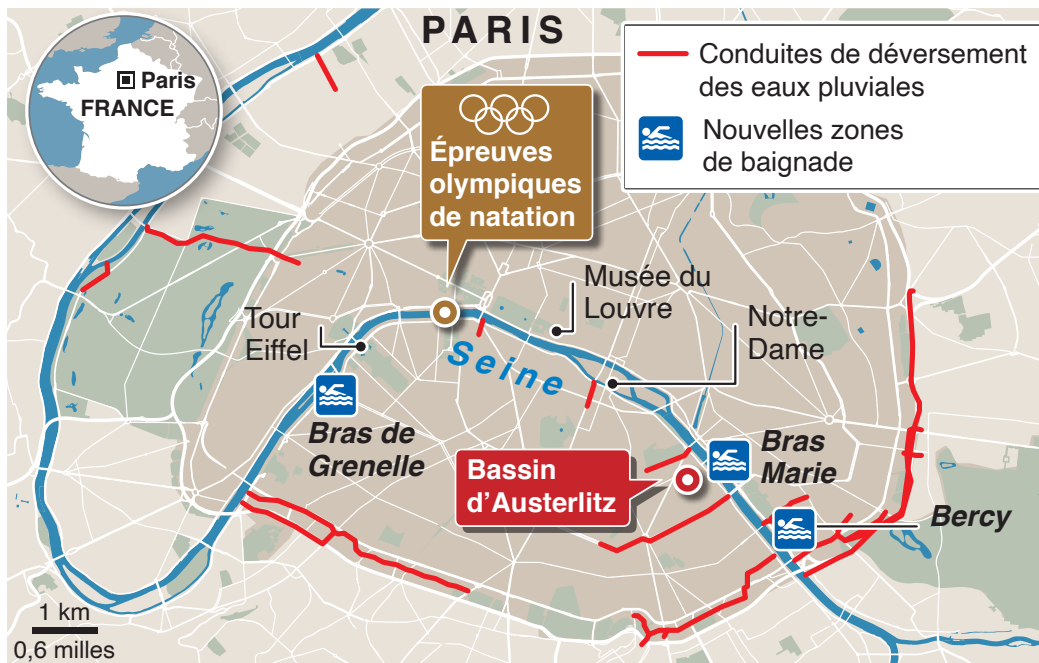 PARIS
Paris
FRANCE
Conduites de déversement
des eaux pluviales
Nouvelles zones
de baignade
Épreuves
olympiques
de natation
Musée du
Louvre
Tour
Eiffel
Notre-
Dame
Seine
Bras de
Grenelle
Bras
Marie
Bassin
d’Austerlitz
Bercy
1 km
0,6 milles